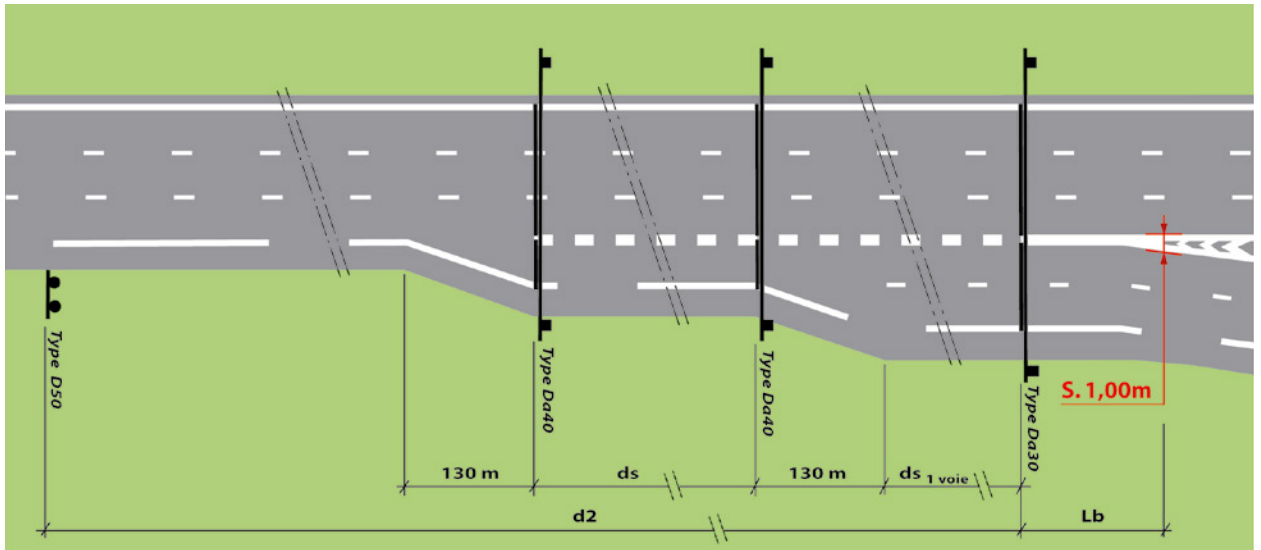 Type D50
Type Da40
Type Da40
Type Da30
S. 1,00m
130 m
ds
130 m
ds 1 voie
d2
Lb